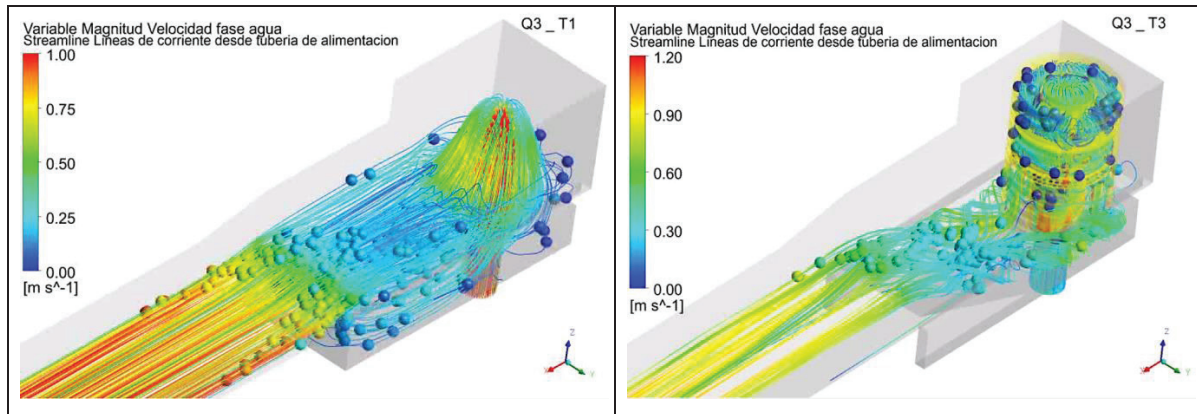 Variable Magnitud Velocidad fase agua
Streamline Líneas de corriente desde tuberia de alimentacion
Q3 _ T1
1.00
0.75
0.50
0.25
0.00
[m s^-1]
Z
X
Y
Variable Magnitud Velocidad fase agua
Streamline Líneas de corriente desde tuberia de alimentacion
Q3 _ T3
1.20
0.90
0.60
0.30
0.00
[m s^-1]
Z
X
Y